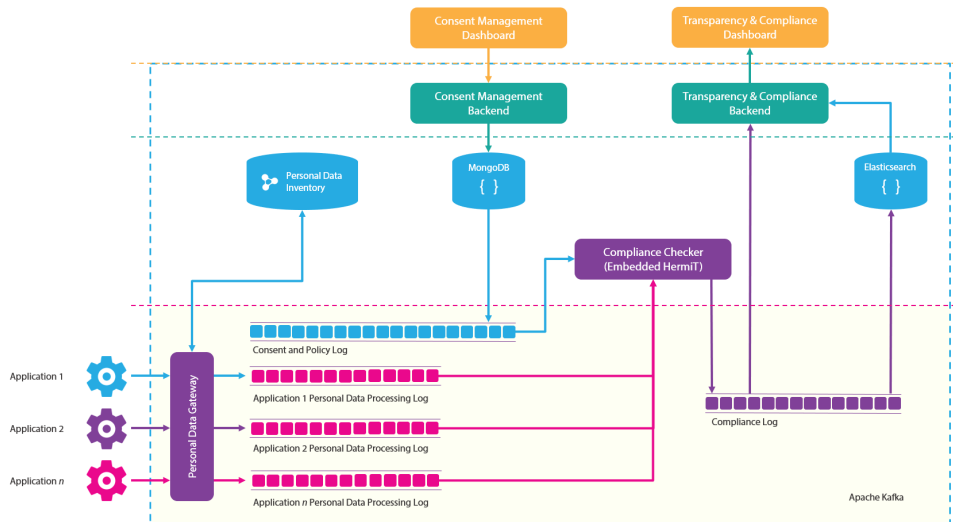 Consent Management
Dashboard
Transparency & Compliance
Dashboard
Consent Management
Backend
Transparency & Compliance
Backend
Personal Data
Inventory
MongoDB
{ }
Elasticsearch
{ }
Compliance Checker
(Embedded HermiT)
Consent and Policy Log
Application 1
Personal Data Gateway
Application 1 Personal Data Processing Log
Compliance Log
Application 2
Application 2 Personal Data Processing Log
Application n
Application n Personal Data Processing Log
Apache Kafka